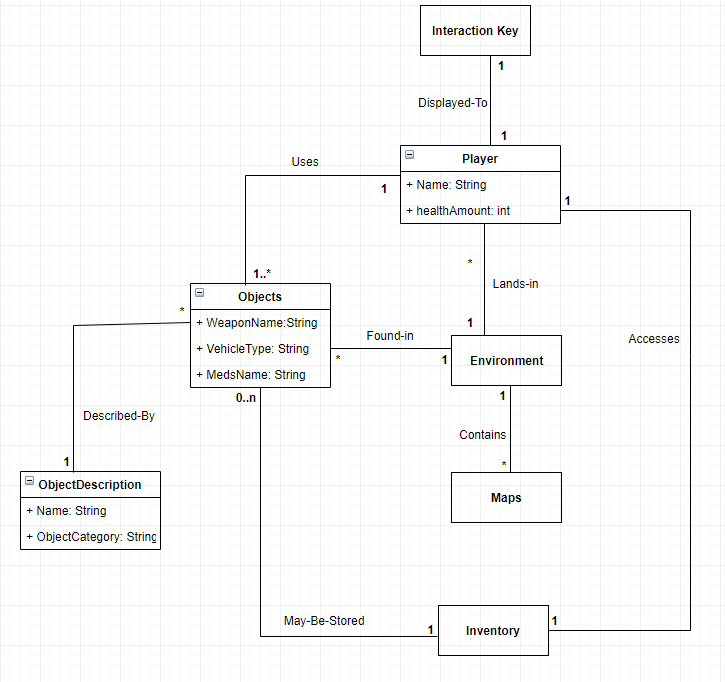 Interaction Key
1
Displayed-To
1
Player
+ Name: String
+ healthAmount: int
Uses
1
1
1..*
*
Lands-in
1
Objects
+ WeaponName:String
+ VehicleType: String
+ MedsName: String
*
Found-in
*
1
Environment
Accesses
0..n
1
Described-By
Contains
1
*
ObjectDescription
+ Name: String
+ ObjectCategory: String
Maps
May-Be-Stored
1
Inventory
1